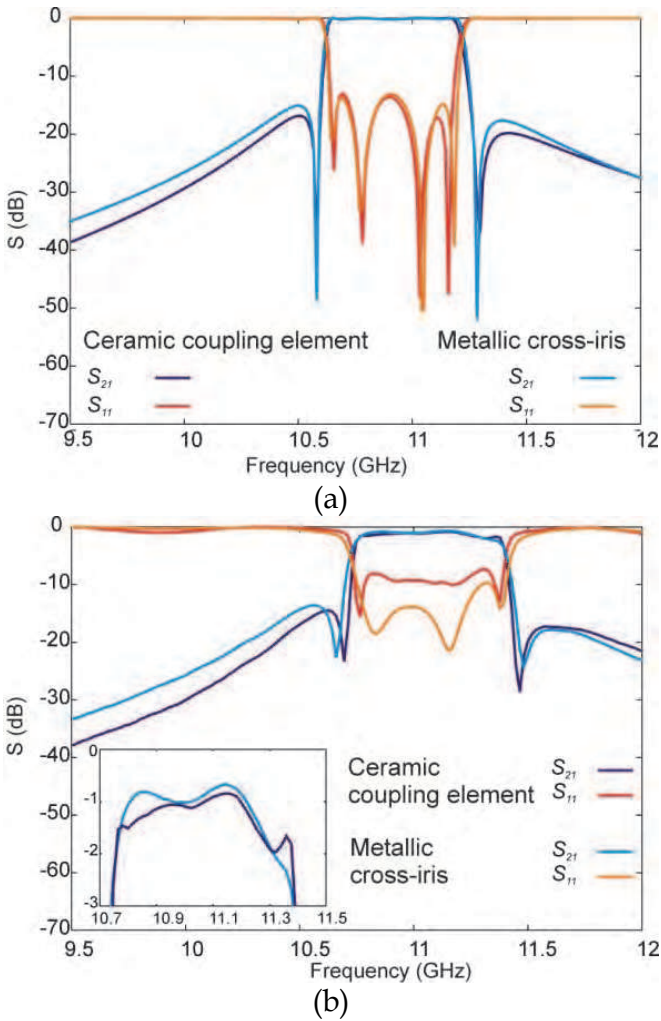 0
-10
-20
-30
-40
-50
-60
-70
S (dB)
Ceramic coupling element
S21
S11
Metallic cross-iris
S21
S11
9.5 10 10.5 11 11.5 12
Frequency (GHz)
(a)
0
-10
-20
-30
-40
-50
-60
-70
S (dB)
0
-1
-2
-3
10.7 10.9 11.1 11.3 11.5
Ceramic
coupling element
S21
S11
Metallic
cross-iris
S21
S11
9.5 10 10.5 11 11.5 12
Frequency (GHz)
(b)